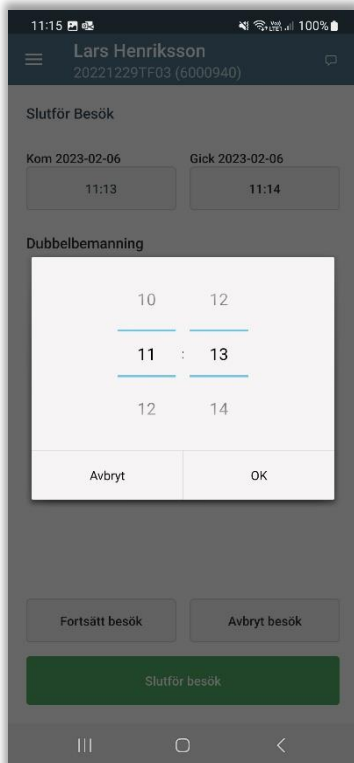 11:15 100%
Lars Henriksson
20221229TF03 (6000940)
Slutför Besök
Kom 2023-02-06 Gick 2023-02-06
11:13 11:14
Dubbelbemanning
10 12
11 : 13
12 14
Avbryt OK
Fortsätt besök Avbryt besök
Slutför besök